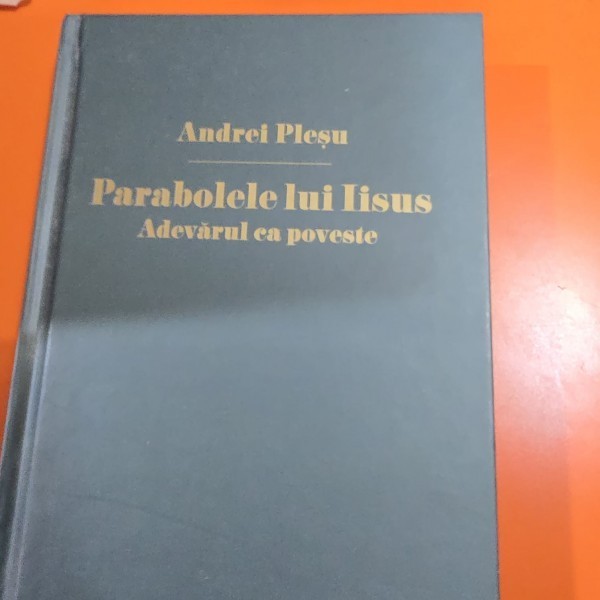 Andrei Pleșu
Parabolele lui Iisus
Adevărul ca poveste